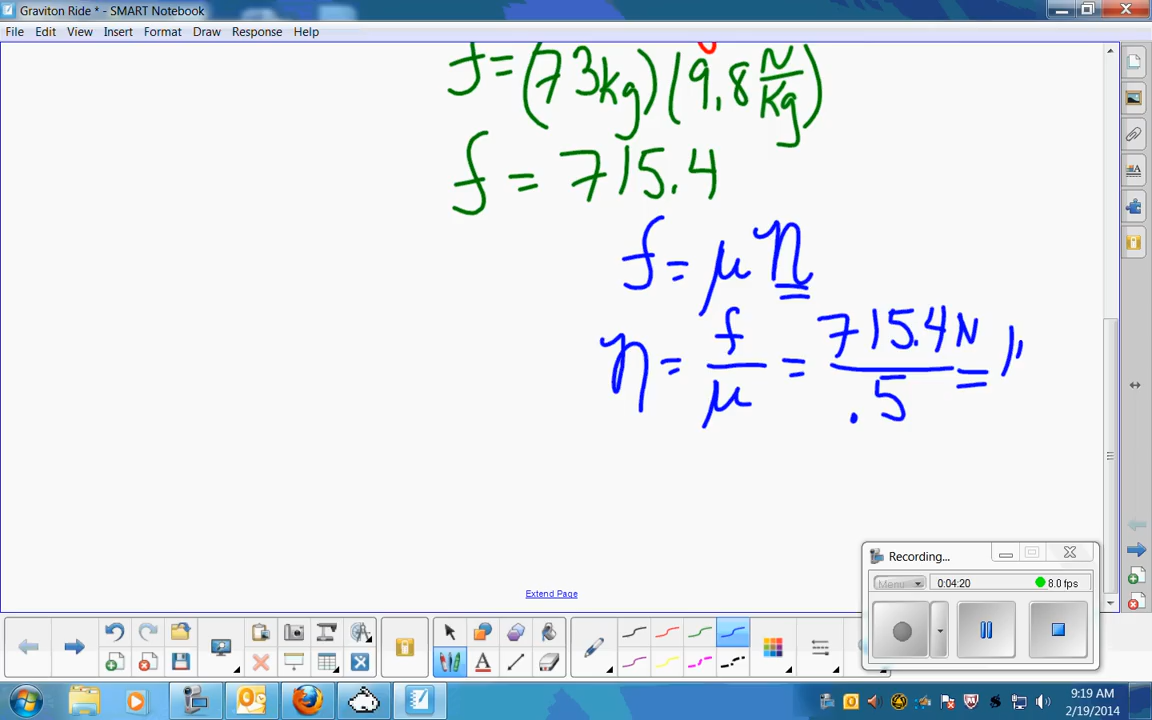 Graviton Ride * - SMART Notebook
File Edit View Insert Format Draw Response Help
f = (73kg)(9.8 N/Kg)
f = 715.4
f = μ n
n = f/μ = 715.4N/.5 =
Extend Page
Recording...
Menu 0:04:20 8.0 fps
9:19 AM
2/19/2014